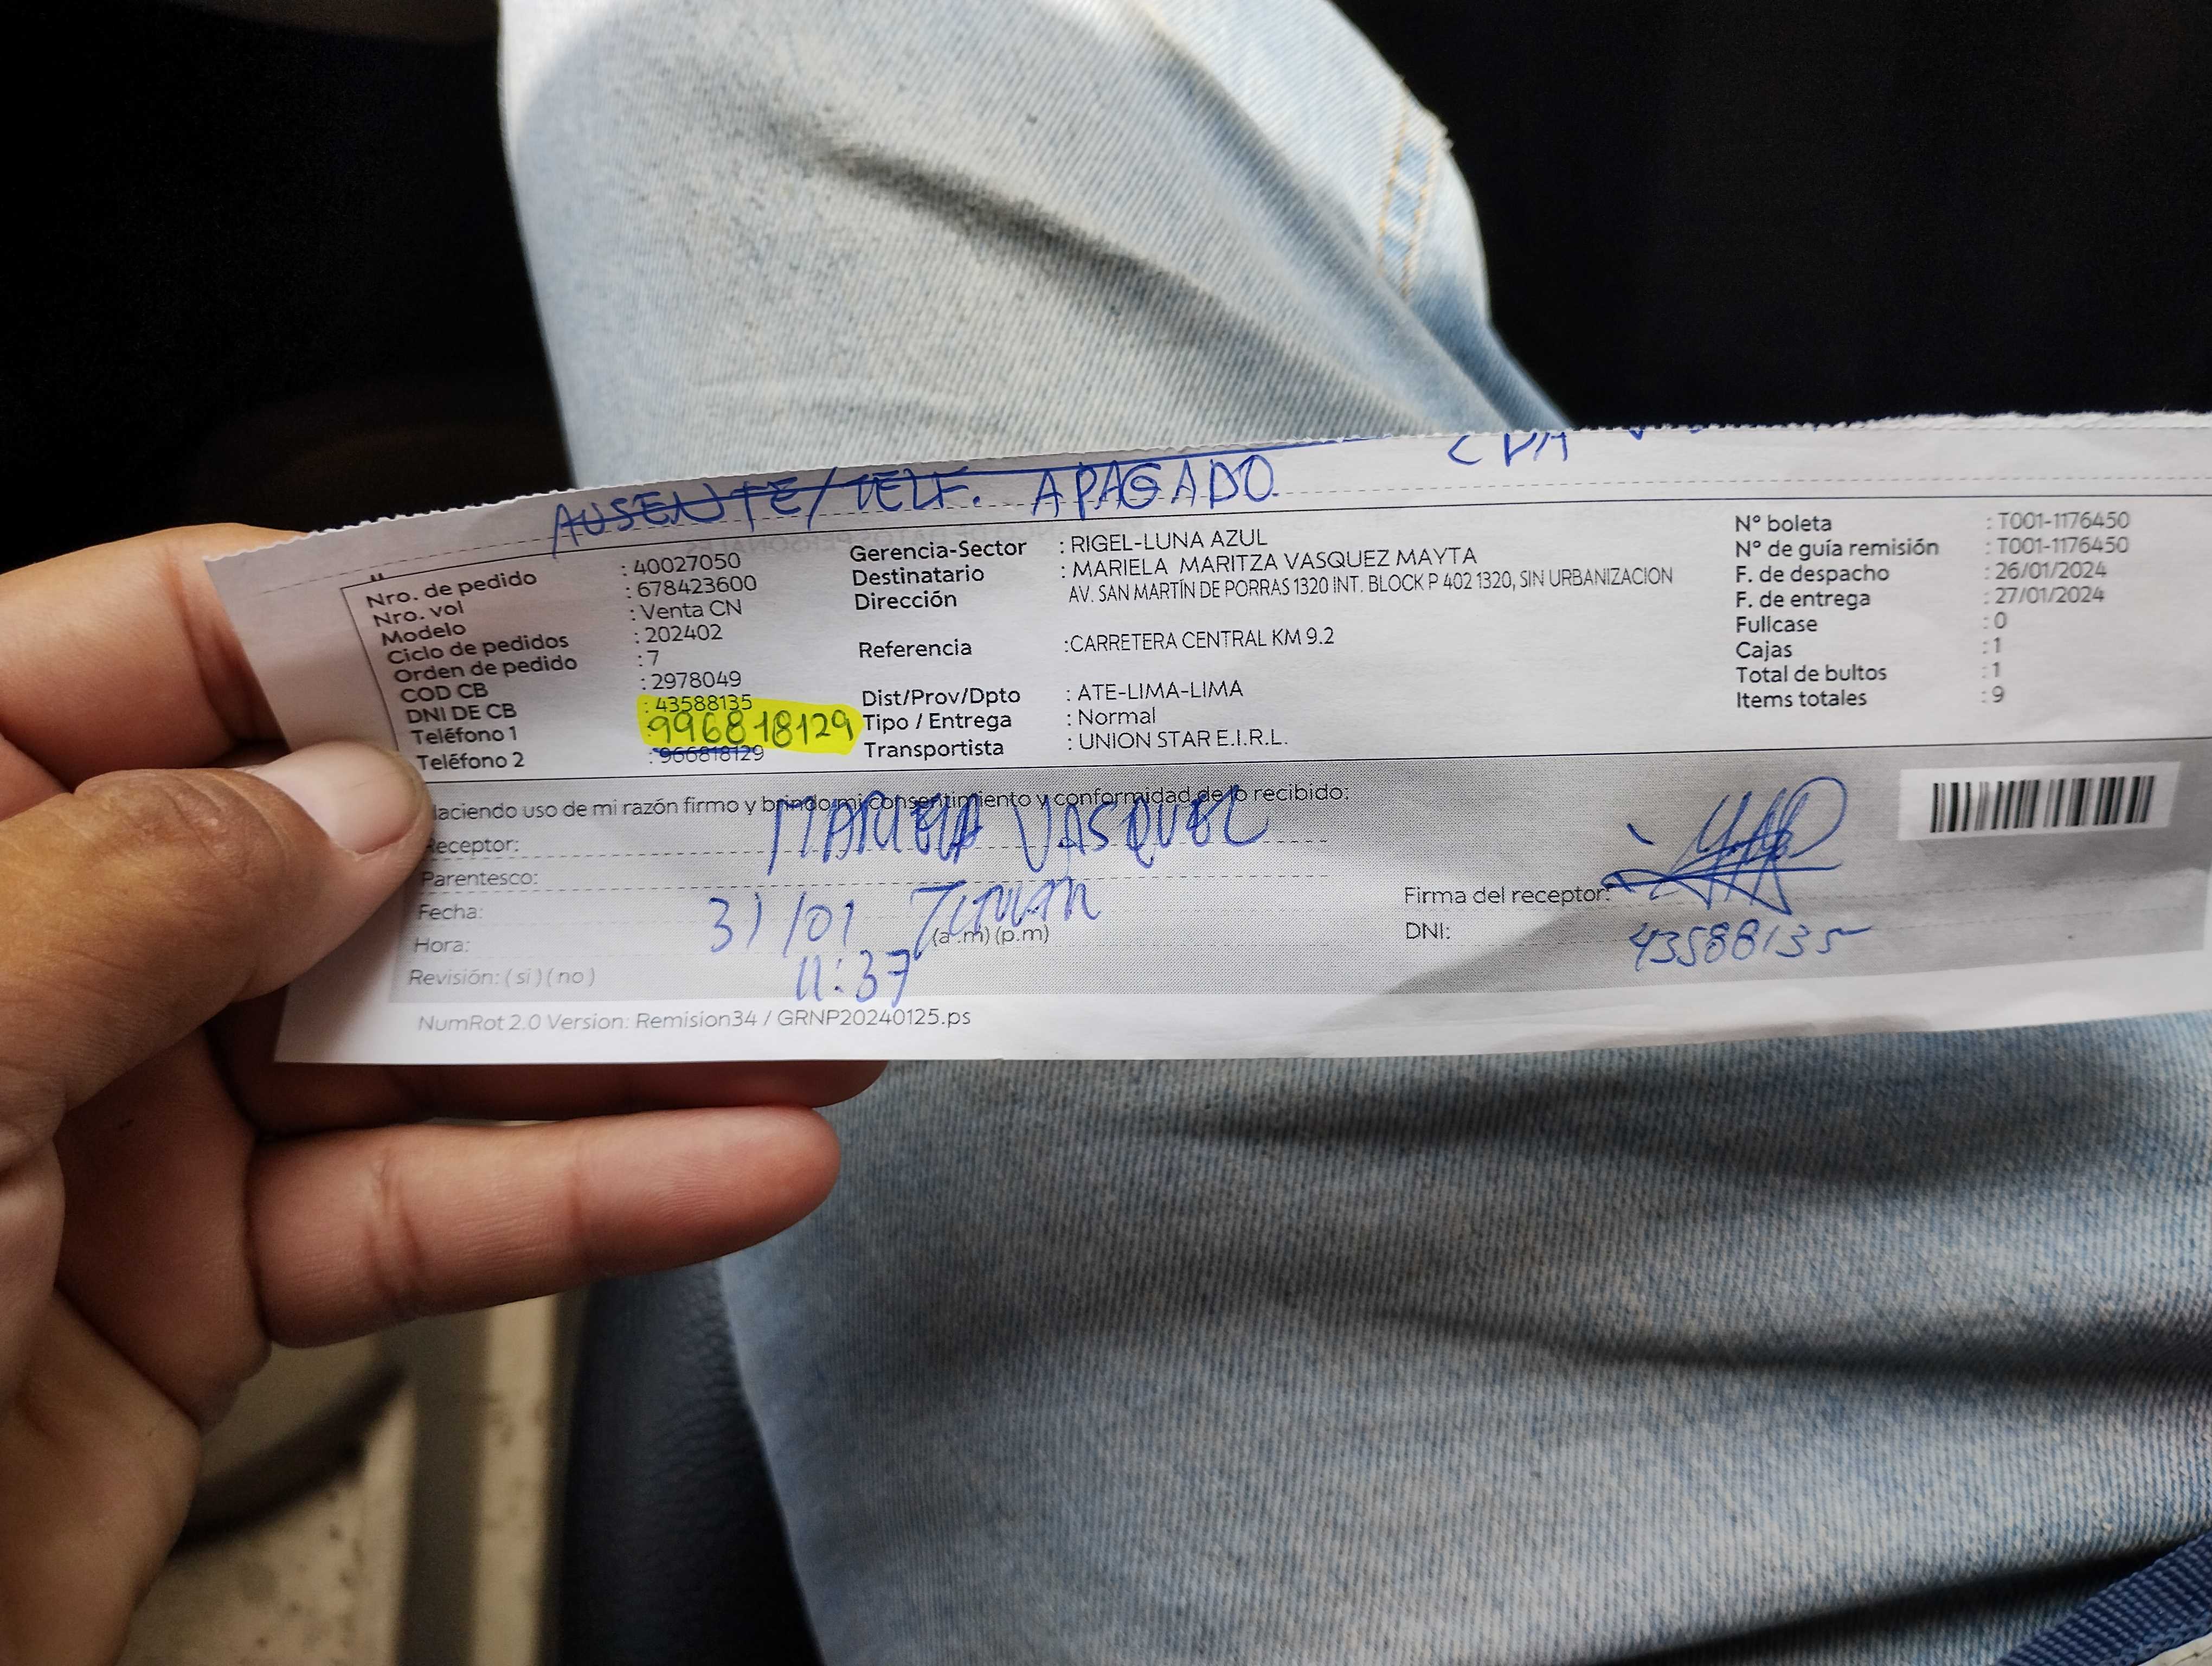 AUSENTE/TELF. APAGADO
Nro. de pedido : 40027050
Nro. vol : 678423600
Modelo : Venta CN
Ciclo de pedidos : 202402
Orden de pedido : 7
COD CB : 2978049
DNI DE CB : 43588135
Teléfono 1 : 996818129
Teléfono 2 : 966818129
Gerencia-Sector : RIGEL-LUNA AZUL
Destinatario : MARIELA MARITZA VASQUEZ MAYTA
Dirección AV. SAN MARTÍN DE PORRAS 1320 INT. BLOCK P 402 1320, SIN URBANIZACION
Referencia :CARRETERA CENTRAL KM 9.2
Dist/Prov/Dpto : ATE-LIMA-LIMA
Tipo / Entrega : Normal
Transportista : UNION STAR E.I.R.L.
N° boleta : T001-1176450
N° de guía remisión : T001-1176450
F. de despacho : 26/01/2024
F. de entrega : 27/01/2024
Fullcase : 0
Cajas : 1
Total de bultos : 1
Items totales : 9
aciendo uso de mi razón firmo y brindo mi consentimiento y conformidad de lo recibido:
Receptor: MARIELA VASQUEZ
Parentesco:
Fecha: 31/01
Hora: 11:37 (a.m) (p.m)
Revisión: ( si ) ( no )
Firma del receptor:
DNI: 43588135
NumRot 2.0 Version: Remision34 / GRNP20240125.ps